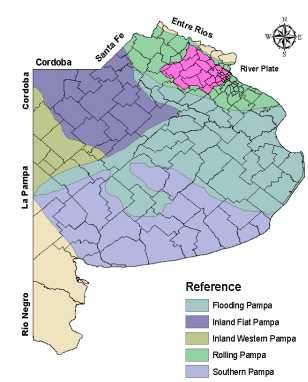 Entre Rios
Santa Fe
N
W
E
S
Cordoba
River Plate
Cordoba
La Pampa
Río Negro
Reference
Flooding Pampa
Inland Flat Pampa
Inland Western Pampa
Rolling Pampa
Southern Pampa